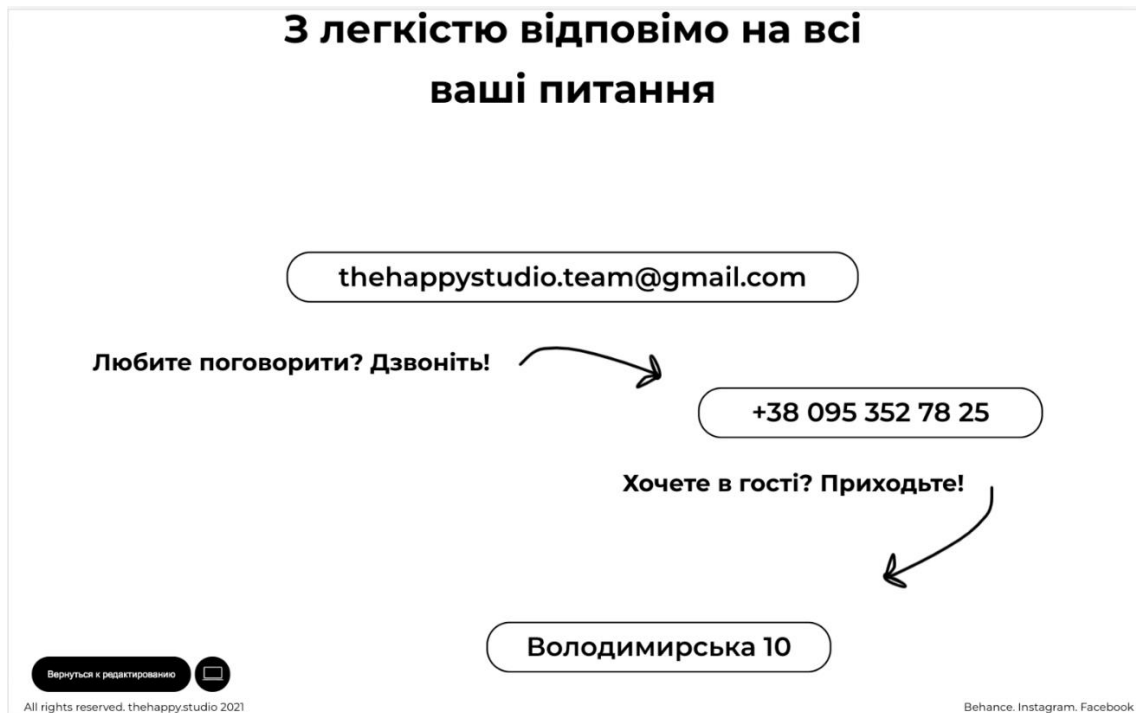 З легкістю відповімо на всі
ваші питання
thehappystudio.team@gmail.com
Любите поговорити? Дзвоніть!
+38 095 352 78 25
Хочете в гості? Приходьте!
Володимирська 10
Вернуться к редактированию
All rights reserved. thehappy.studio 2021
Behance. Instagram. Facebook